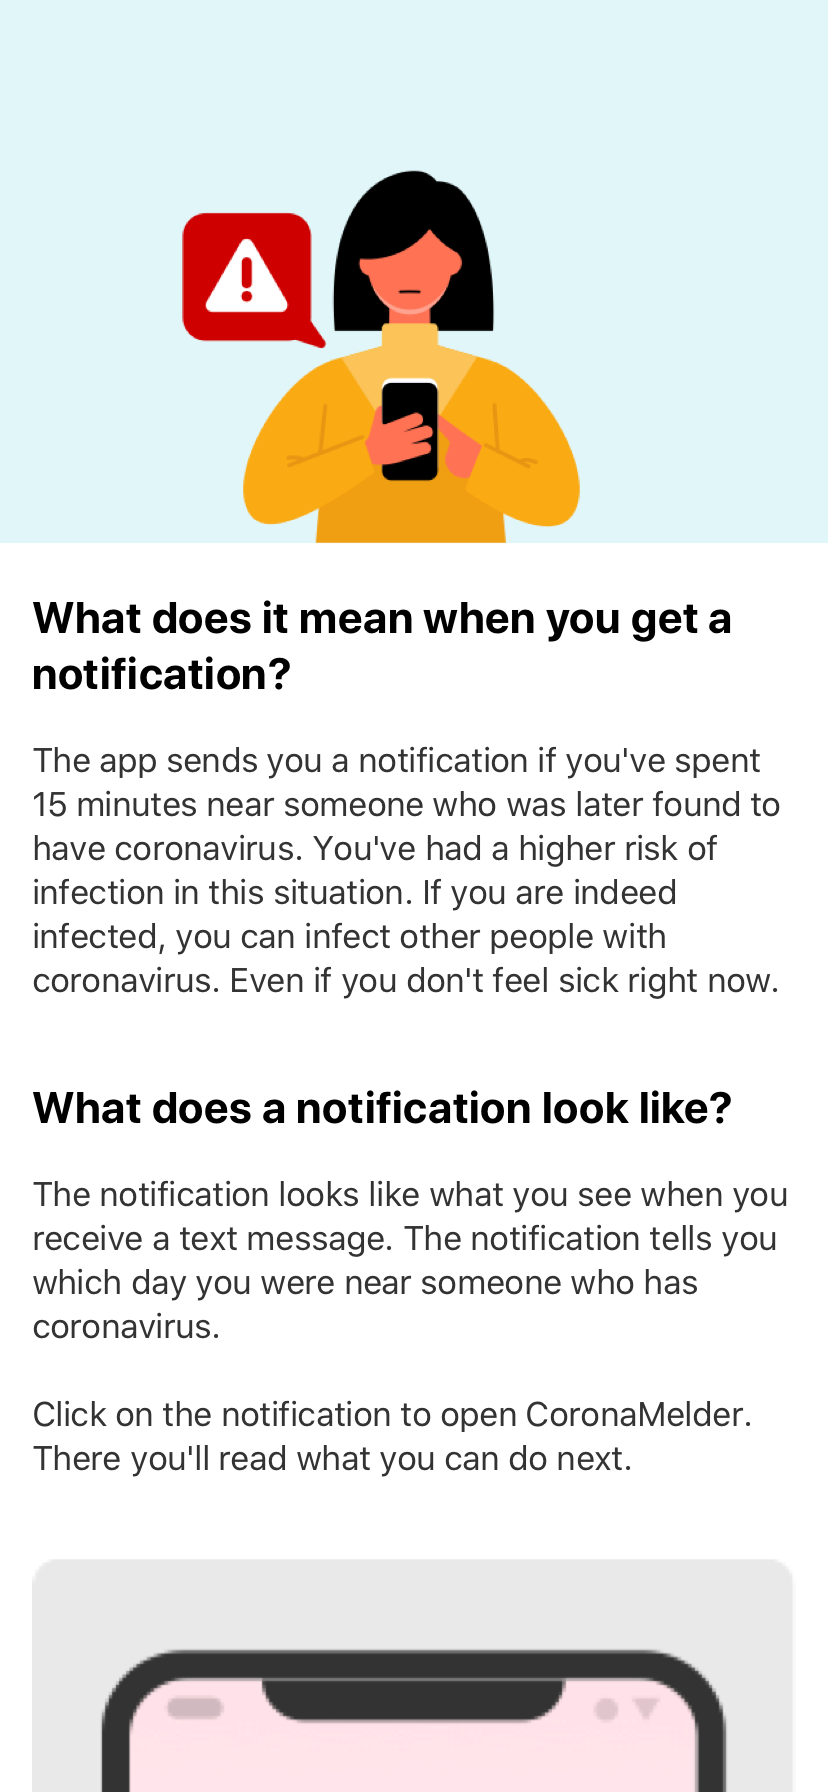 What does it mean when you get a
notification?
The app sends you a notification if you've spent
15 minutes near someone who was later found to
have coronavirus. You've had a higher risk of
infection in this situation. If you are indeed
infected, you can infect other people with
coronavirus. Even if you don't feel sick right now.
What does a notification look like?
The notification looks like what you see when you
receive a text message. The notification tells you
which day you were near someone who has
coronavirus.
Click on the notification to open CoronaMelder.
There you'll read what you can do next.